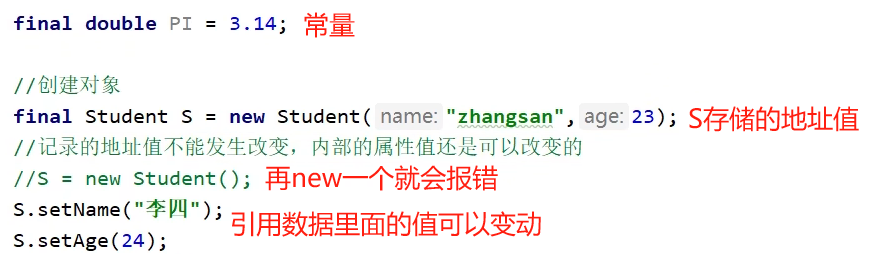 final double PI = 3.14; 常量
//创建对象
final Student S = new Student( name: "zhangsan", age: 23); S存储的地址值
//记录的地址值不能发生改变，内部的属性值还是可以改变的
//S = new Student(); 再new一个就会报错
S.setName("李四");
引用数据里面的值可以变动
S.setAge(24);